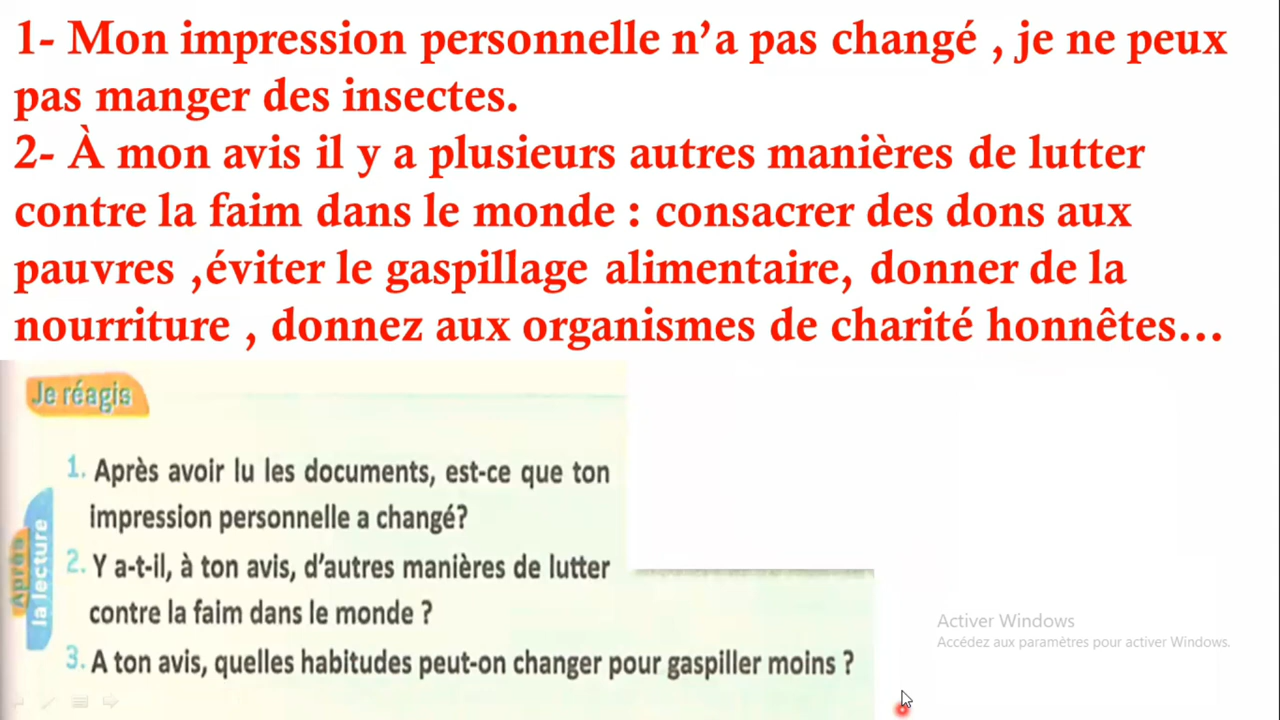 1- Mon impression personnelle n’a pas changé , je ne peux
pas manger des insectes.
2- À mon avis il y a plusieurs autres manières de lutter
contre la faim dans le monde : consacrer des dons aux
pauvres ,éviter le gaspillage alimentaire, donner de la
nourriture , donnez aux organismes de charité honnêtes...
Je réagis
Après
la lecture
1. Après avoir lu les documents, est-ce que ton
impression personnelle a changé?
2. Y a-t-il, à ton avis, d’autres manières de lutter
contre la faim dans le monde ?
3. A ton avis, quelles habitudes peut-on changer pour gaspiller moins ?
Activer Windows
Accédez aux paramètres pour activer Windows.